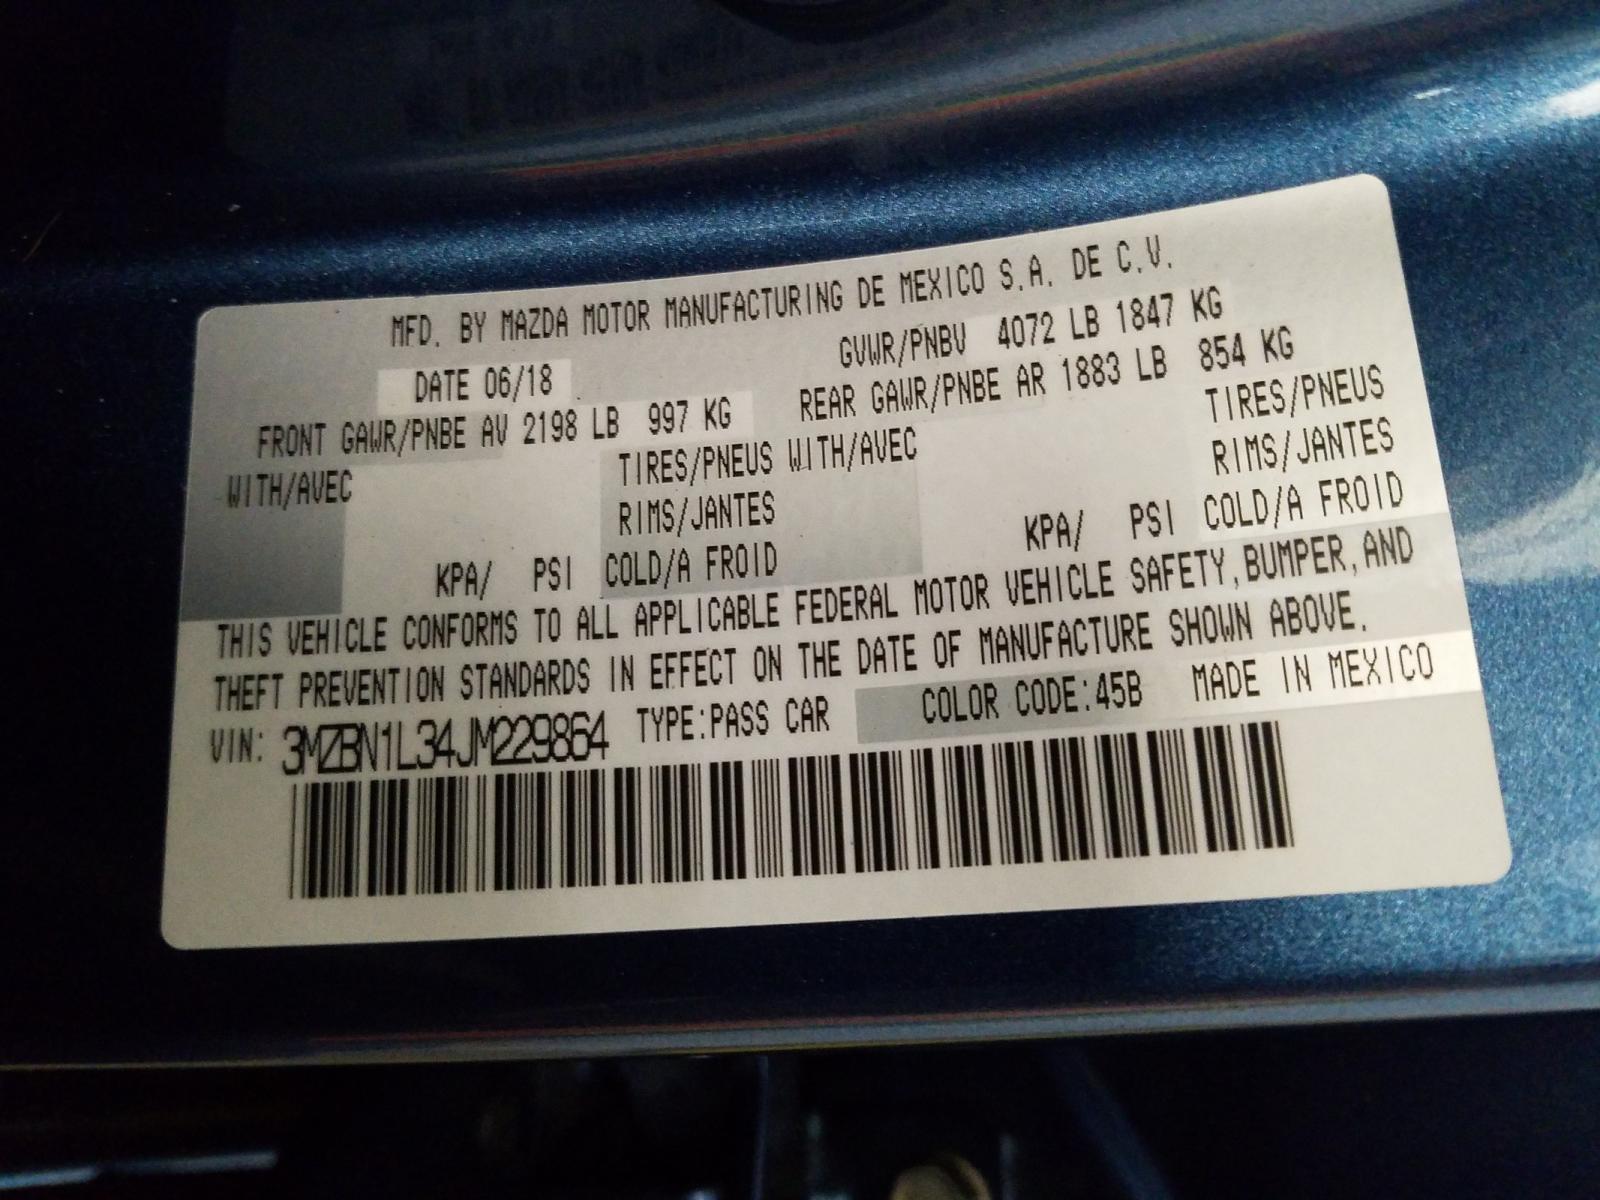 MFD. BY MAZDA MOTOR MANUFACTURING DE MEXICO S.A. DE C.V.
DATE 06/18 GVWR/PNBV 4072 LB 1847 KG
FRONT GAWR/PNBE AV 2198 LB 997 KG REAR GAWR/PNBE AR 1883 LB 854 KG
WITH/AVEC TIRES/PNEUS WITH/AVEC TIRES/PNEUS
RIMS/JANTES RIMS/JANTES
KPA/ PSI COLD/A FROID KPA/ PSI COLD/A FROID
THIS VEHICLE CONFORMS TO ALL APPLICABLE FEDERAL MOTOR VEHICLE SAFETY, BUMPER, AND
THEFT PREVENTION STANDARDS IN EFFECT ON THE DATE OF MANUFACTURE SHOWN ABOVE.
VIN: 3MZBN1L34JM229864 TYPE:PASS CAR COLOR CODE:45B MADE IN MEXICO